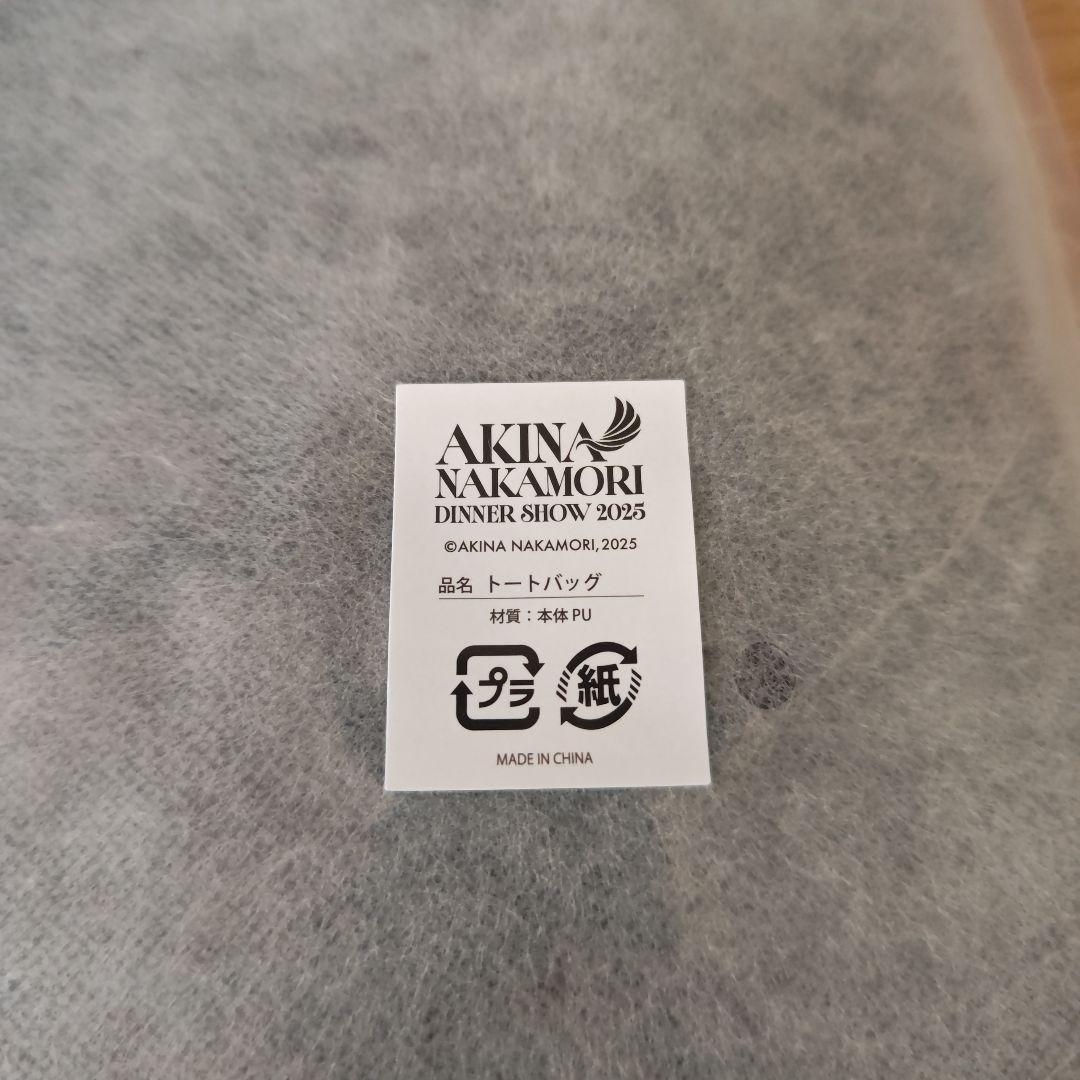 AKINA
NAKAMORI
DINNER SHOW 2025
©AKINA NAKAMORI,2025
品名 トートバッグ
材質：本体 PU
プラ 紙
MADE IN CHINA